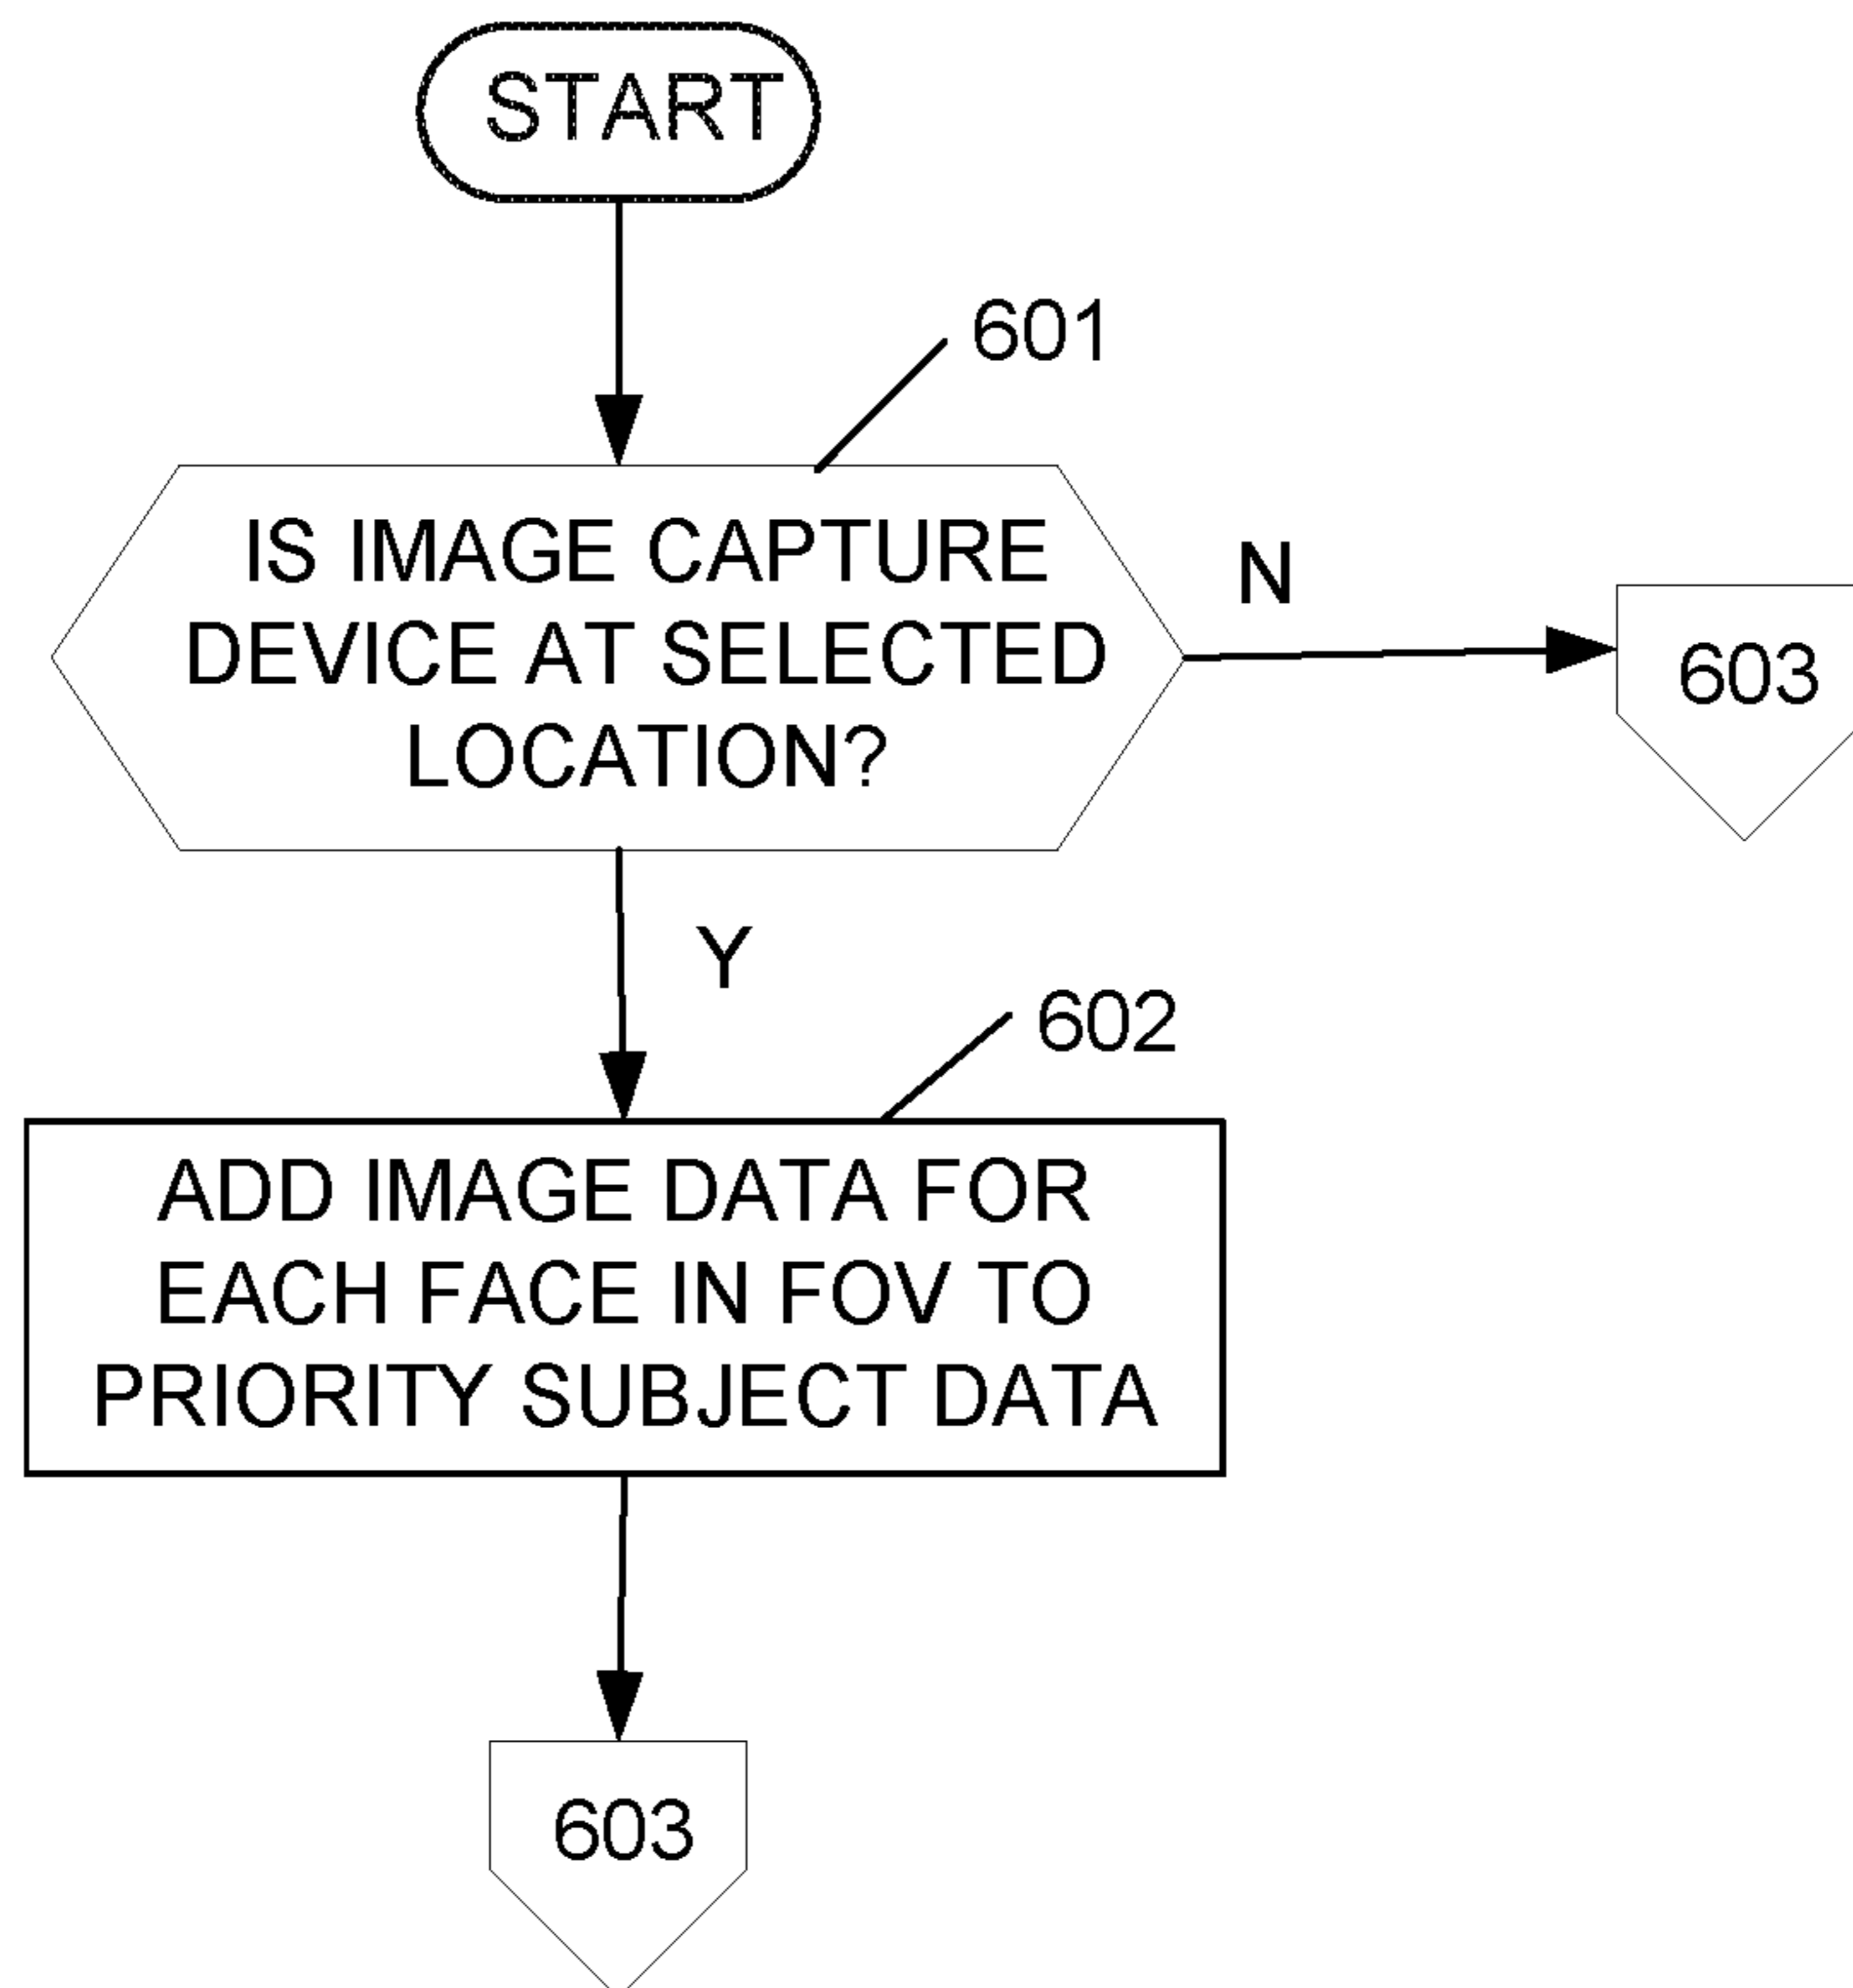 START
601
IS IMAGE CAPTURE
DEVICE AT SELECTED
LOCATION?
N
603
Y
602
ADD IMAGE DATA FOR
EACH FACE IN FOV TO
PRIORITY SUBJECT DATA
603